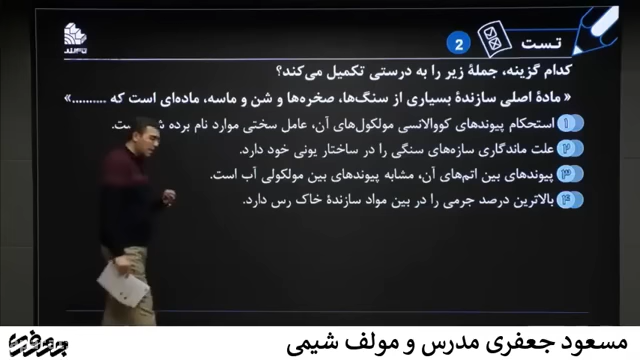 تست
2
کدام گزینه، جملهٔ زیر را به درستی تکمیل می‌کند؟
« مادهٔ اصلی سازندهٔ بسیاری از سنگ‌ها، صخره‌ها و شن و ماسه، ماده‌ای است که .......... »
۱ استحکام پیوندهای کووالانسی مولکول‌های آن، عامل سختی موارد نام برده
۲ علت ماندگاری سازه‌های سنگی را در ساختار یونی خود دارد.
۳ پیوندهای بین اتم‌های آن، مشابه پیوندهای بین مولکولی آب است.
۴ بالاترین درصد جرمی را در بین مواد سازندهٔ خاک رس دارد.
مسعود جعفری مدرس و مولف شیمی